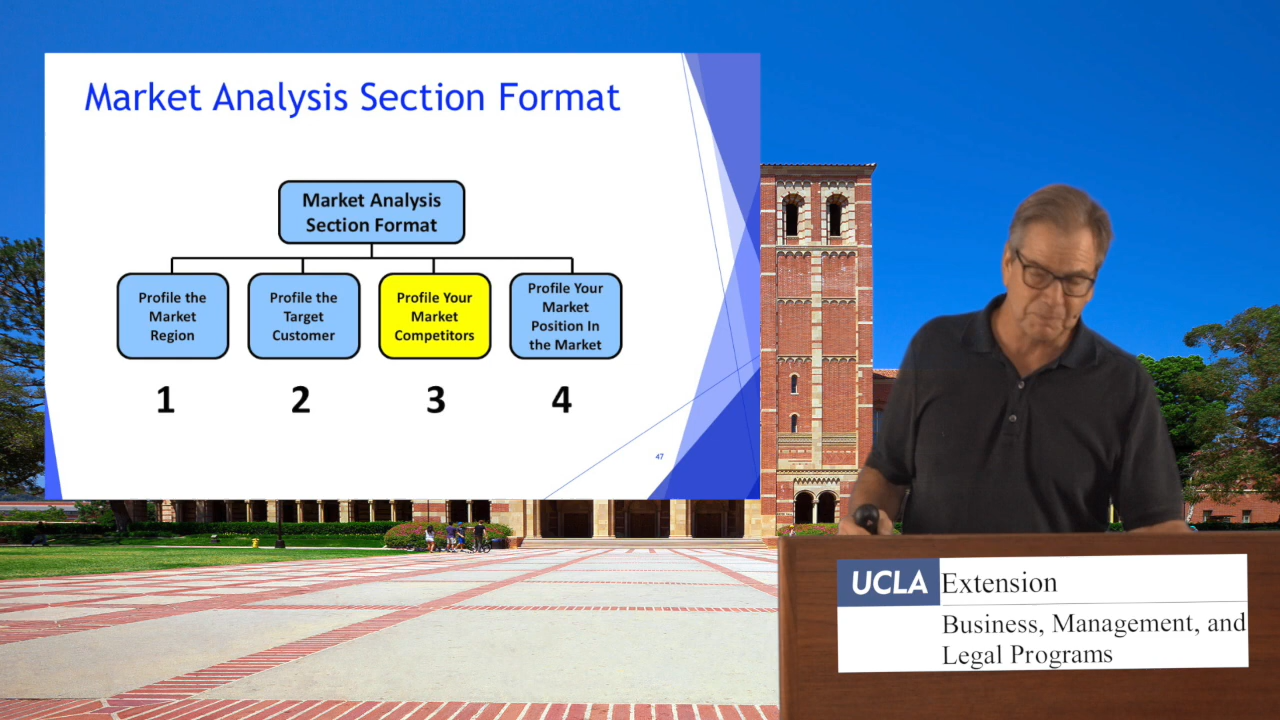 Market Analysis Section Format
Market Analysis
Section Format
Profile the
Market
Region
Profile the
Target
Customer
Profile Your
Market
Competitors
Profile Your
Market
Position In
the Market
1
2
3
4
47
UCLA Extension
Business, Management, and
Legal Programs